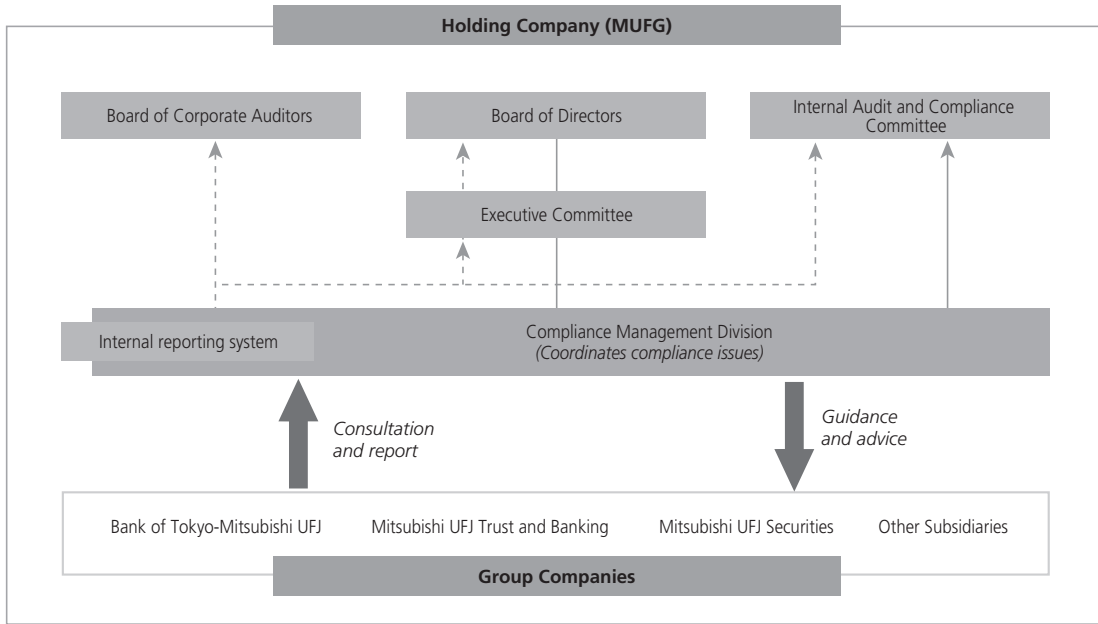 Holding Company (MUFG)
Board of Corporate Auditors
Board of Directors
Internal Audit and Compliance
Committee
Executive Committee
Internal reporting system
Compliance Management Division
(Coordinates compliance issues)
Consultation
and report
Guidance
and advice
Bank of Tokyo-Mitsubishi UFJ
Mitsubishi UFJ Trust and Banking
Mitsubishi UFJ Securities
Other Subsidiaries
Group Companies